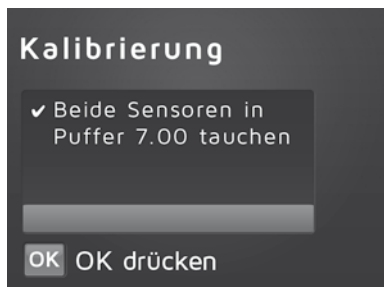 Kalibrierung
✓ Beide Sensoren in
Puffer 7.00 tauchen
OK OK drücken